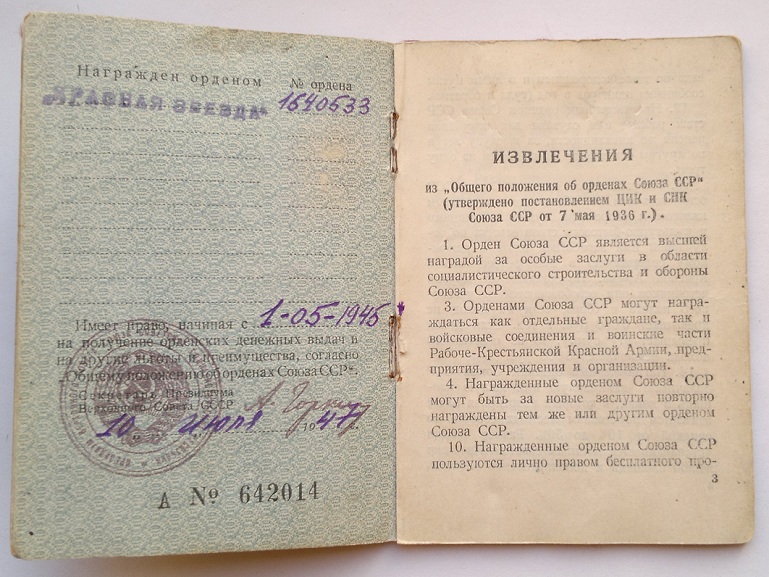 Награжден орденом № ордена
„КРАСНАЯ ЗВЕЗДА" 1640533
Имеет право, начиная с 1-05-1945
на получение орденских денежных выдач и
на другие льготы и преимущества, согласно
„Общему положению об орденах Союза ССР".
Секретарь Президиума
Верховного Совета СССР А. Горкин
10 июля 1947 г.
А № 642014
ИЗВЛЕЧЕНИЯ
из „Общего положения об орденах Союза ССР"
(утверждено постановлением ЦИК и СНК
Союза ССР от 7 мая 1936 г.).
1. Орден Союза ССР является высшей
наградой за особые заслуги в области
социалистического строительства и обороны
Союза ССР.
3. Орденами Союза ССР могут награ-
ждаться как отдельные граждане, так и
войсковые соединения и воинские части
Рабоче-Крестьянской Красной Армии, пред-
приятия, учреждения и организации.
4. Награжденные орденом Союза ССР
могут быть за новые заслуги повторно
награждены тем же или другим орденом
Союза ССР.
10. Награжденные орденом Союза ССР
пользуются лично правом бесплатного про-
3